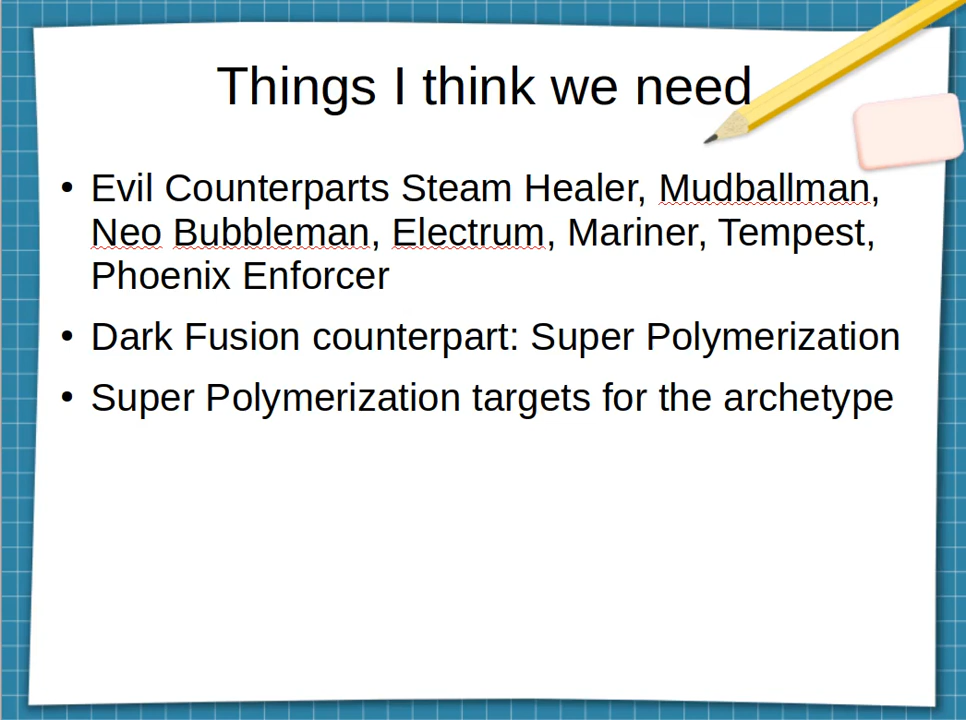 Things I think we need
• Evil Counterparts Steam Healer, Mudballman,
Neo Bubbleman, Electrum, Mariner, Tempest,
Phoenix Enforcer
• Dark Fusion counterpart: Super Polymerization
• Super Polymerization targets for the archetype